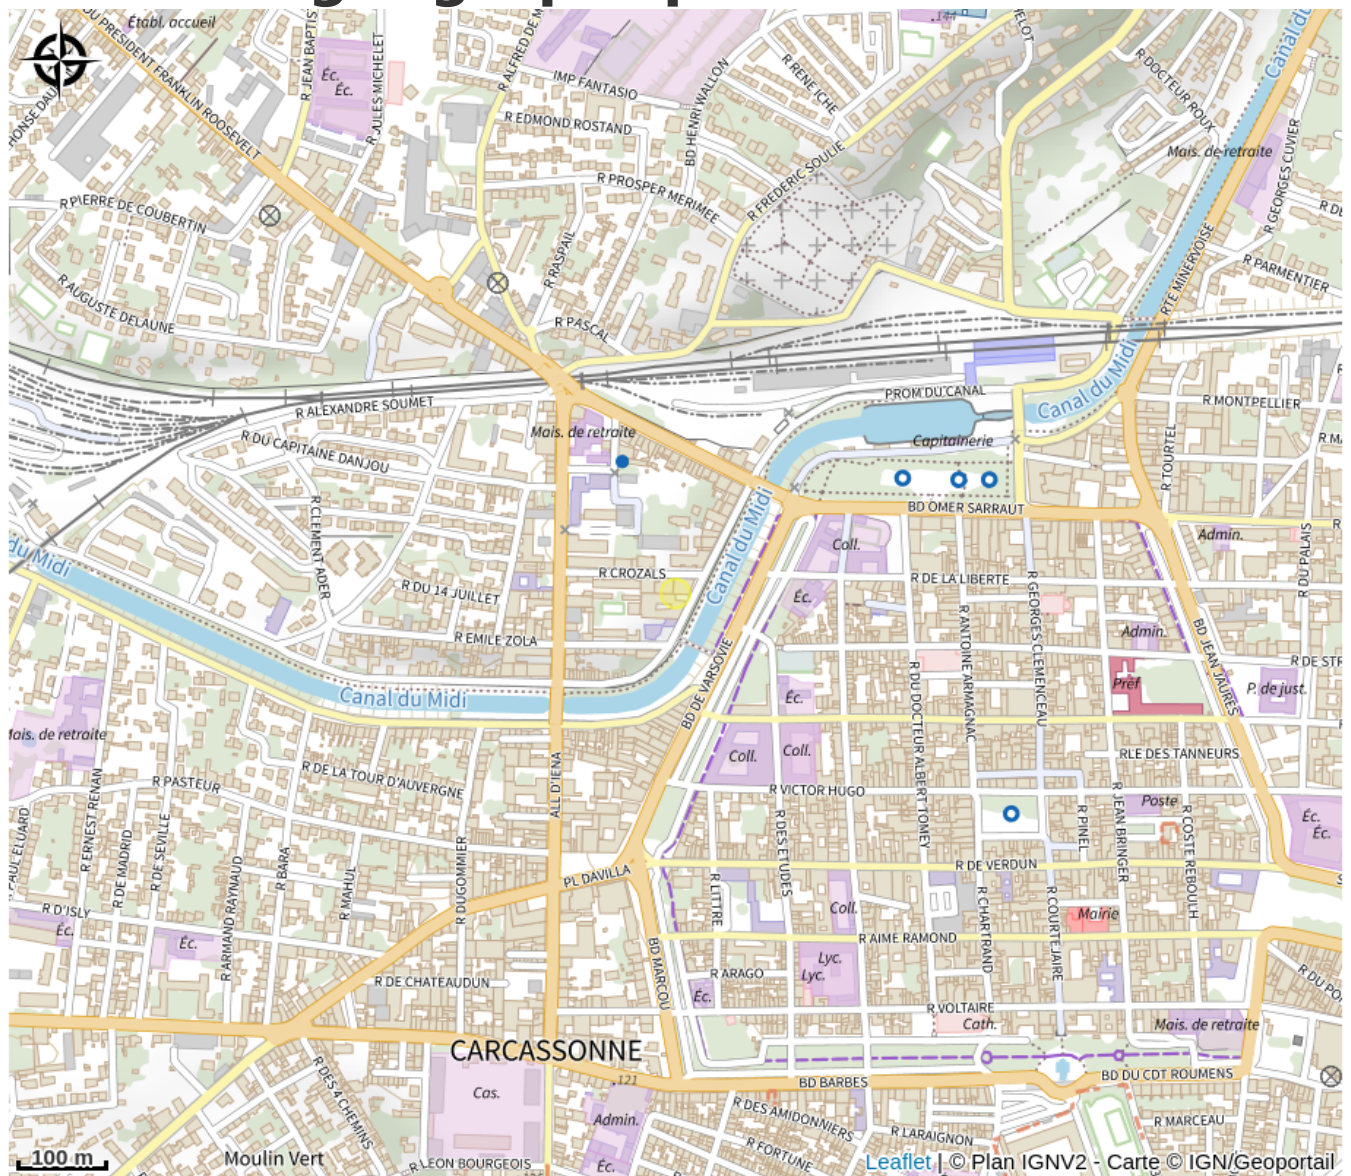 Établ. accueil
DU PRESIDENT FRANKLIN ROOSEVELT
R JEAN BAPTIS
Éc.
Éc.
R JULES MICHELET
R ALFRED DE M
IMP FANTASIO
R EDMOND ROSTAND
BD HENRI WALLON
R RENE ICHE
R DOCTEUR ROUX
Canal du
Mais. de retraite
R GEORGES CUVIER
R PIERRE DE COUBERTIN
R PROSPER MERIMEE
R FREDERIC SOULIE
R RASPAIL
RTE MINERVOISE
R PARMENTIER
R AUGUSTE DELAUNE
R PASCAL
R ALEXANDRE SOUMET
PROM DU CANAL
Canal du Midi
R MONTPELLIER
Mais. de retraite
Capitainerie
R DU CAPITAINE DANJOU
R TOURTEL
R MA
R CLEMENT ADER
Canal du Midi
BD OMER SARRAUT
du Midi
Coll.
Admin.
R DU PALAIS
R CROZALS
R DE LA LIBERTE
R DU 14 JUILLET
Éc.
R GEORGES CLEMENCEAU
R ANTOINE ARMAGNAC
R EMILE ZOLA
Admin.
BD JEAN JAURES
R DE STR
BD DE VARSOVIE
R DU DOCTEUR ALBERT TOMEY
Préf
P. de just.
Canal du Midi
Éc.
Mais. de retraite
Coll.
Coll.
RLE DES TANNEURS
R DE LA TOUR D'AUVERGNE
ALL D'IENA
R PASTEUR
R VICTOR HUGO
R ERNEST RENAN
R DE MADRID
R DE SEVILLE
R PAUL ELUARD
R DES ETUDES
R PINEL
R JEAN BRINGER
Poste
R COSTE REBOULH
Éc.
Éc.
R BARA
R MAHUL
R DUGOMMIER
PL DAVILLA
R DE VERDUN
R ARMAND RAYNAUD
R LITTRE
R D'ISLY
Éc.
Éc.
Coll.
R CHARTRAND
R COURTEJAIRE
Mairie
R AIME RAMOND
BD MARCOU
Lyc.
Lyc.
R ARAGO
R DE CHATEAUDUN
Éc.
R VOLTAIRE
Cath.
Mais. de retraite
R DU PO
CARCASSONNE
R DES 4 CHEMINS
Cas.
121
BD BARBES
BD DU CDT ROUMENS
Admin.
R DES AMIDONNIERS
R LARAIGNON
R MARCEAU
R FORTUNE
100 m
Moulin Vert
R LEON BOURGEOIS
Éc.
Leaflet | © Plan IGNV2 - Carte © IGN/Geoportail